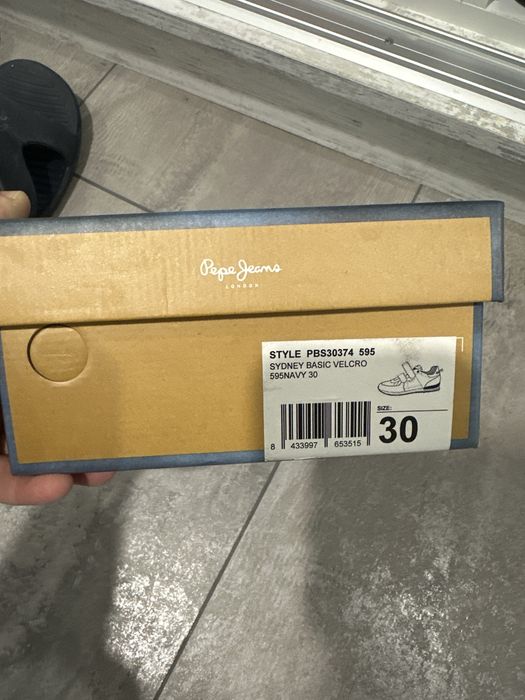 Pepe Jeans
LONDON
STYLE PBS30374 595
SYDNEY BASIC VELCRO
595NAVY 30
SIZE:
30
8 433997 653515